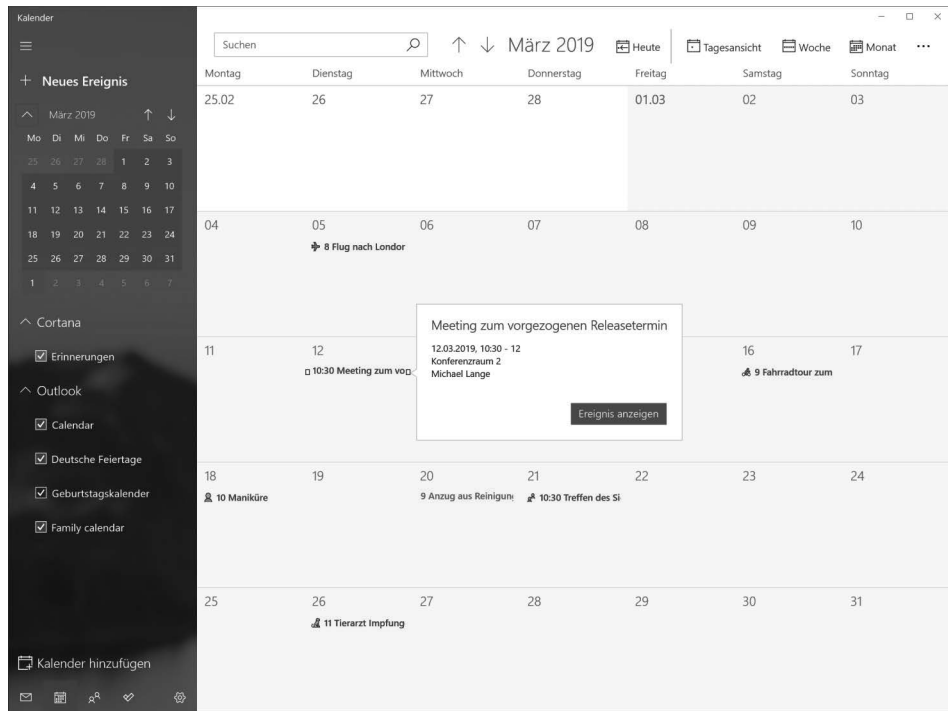 Kalender
Suchen
März 2019
Heute
Tagesansicht
Woche
Monat
Neues Ereignis
März 2019
Mo Di Mi Do Fr Sa So
25 26 27 28 1 2 3
4 5 6 7 8 9 10
11 12 13 14 15 16 17
18 19 20 21 22 23 24
25 26 27 28 29 30 31
1 2 3 4 5 6 7
Cortana
Erinnerungen
Outlook
Calendar
Deutsche Feiertage
Geburtstagskalender
Family calendar
Kalender hinzufügen
Montag Dienstag Mittwoch Donnerstag Freitag Samstag Sonntag
25.02 26 27 28 01.03 02 03
04 05 06 07 08 09 10
8 Flug nach London
11 12 16 17
10:30 Meeting zum vo
9 Fahrradtour zum
Meeting zum vorgezogenen Releasetermin
12.03.2019, 10:30 - 12
Konferenzraum 2
Michael Lange
Ereignis anzeigen
18 19 20 21 22 23 24
10 Maniküre
9 Anzug aus Reinigung
10:30 Treffen des Si
25 26 27 28 29 30 31
11 Tierarzt Impfung